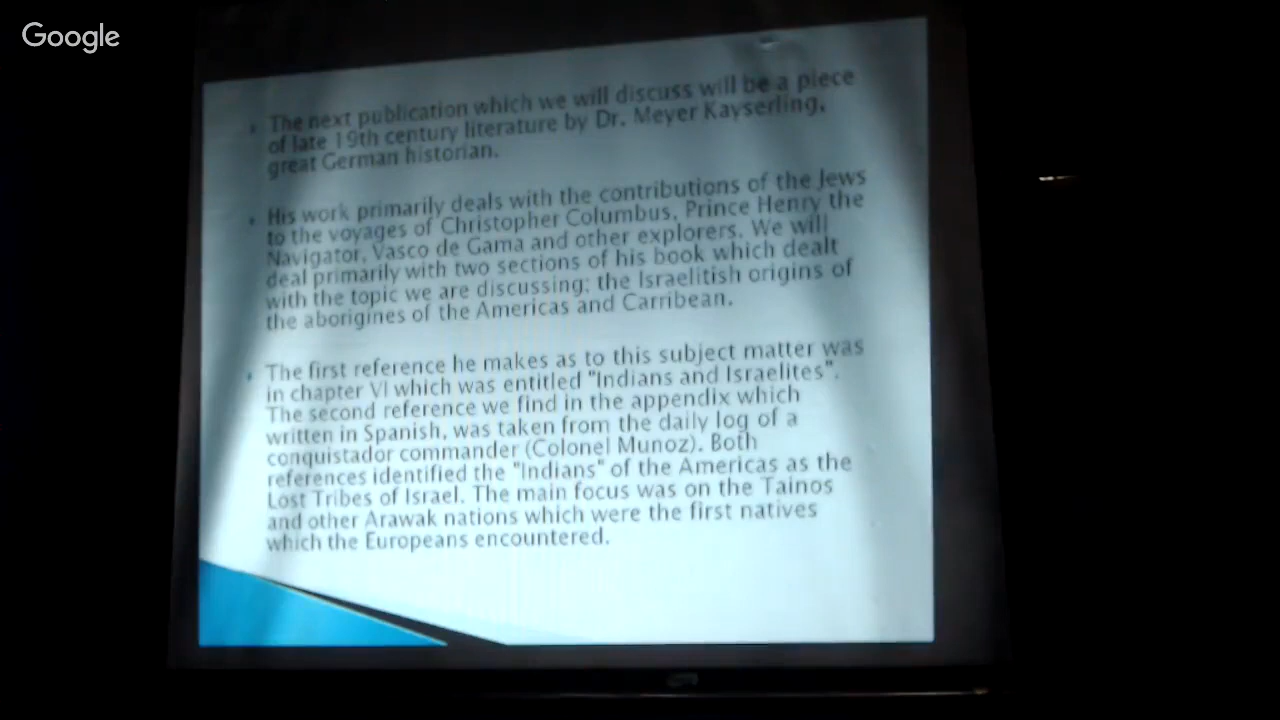 Google
The next publication which we will discuss will be a piece
of late 19th century literature by Dr. Meyer Kayserling,
great German historian.
His work primarily deals with the contributions of the Jews
to the voyages of Christopher Columbus, Prince Henry the
Navigator, Vasco de Gama and other explorers. We will
deal primarily with two sections of his book which dealt
with the topic we are discussing: the Israelitish origins of
the aborigines of the Americas and Carribean.
The first reference he makes as to this subject matter was
in chapter VI which was entitled "Indians and Israelites".
The second reference we find in the appendix which
written in Spanish, was taken from the daily log of a
conquistador commander (Colonel Munoz). Both
references identified the "Indians" of the Americas as the
Lost Tribes of Israel. The main focus was on the Tainos
and other Arawak nations which were the first natives
which the Europeans encountered.